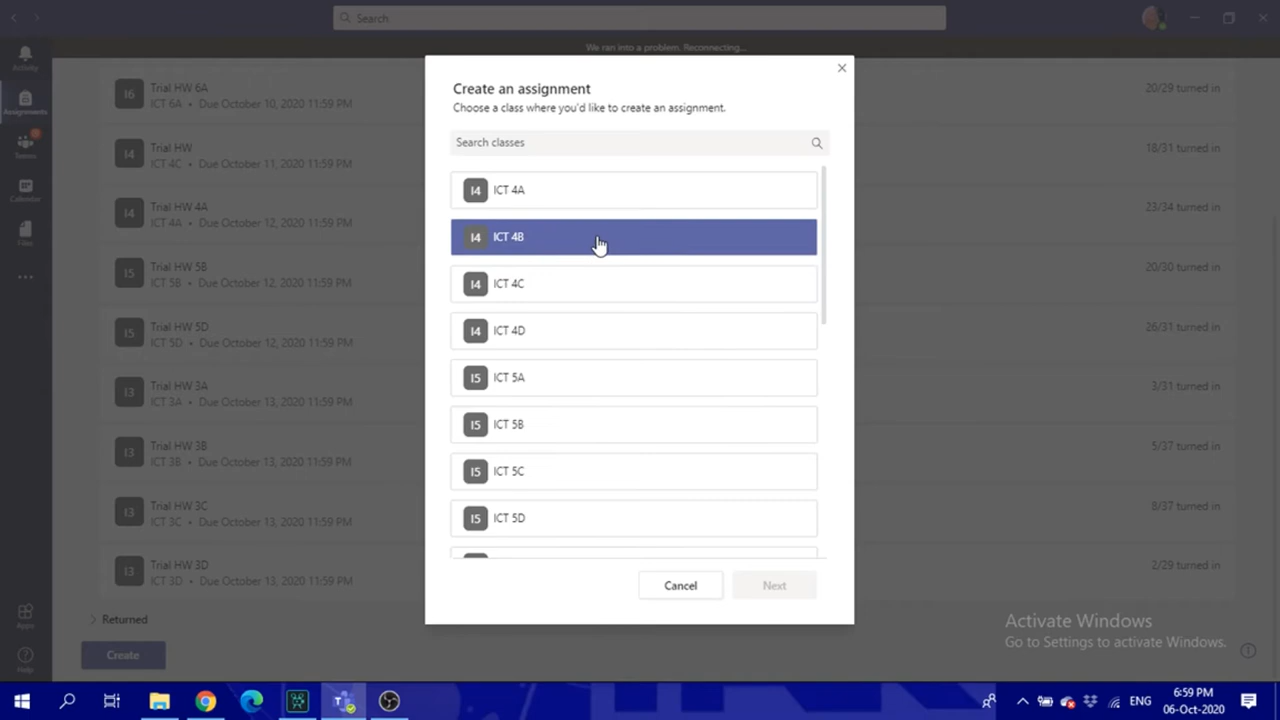 Search
We ran into a problem. Reconnecting...
Activity
Assignments
Teams
Calendar
Files
Apps
Help
I6 Trial HW 6A
ICT 6A • Due October 10, 2020 11:59 PM
20/29 turned in
I4 Trial HW
ICT 4C • Due October 11, 2020 11:59 PM
18/31 turned in
I4 Trial HW 4A
ICT 4A • Due October 12, 2020 11:59 PM
23/34 turned in
I5 Trial HW 5B
ICT 5B • Due October 12, 2020 11:59 PM
20/30 turned in
I5 Trial HW 5D
ICT 5D • Due October 12, 2020 11:59 PM
26/31 turned in
I3 Trial HW 3A
ICT 3A • Due October 13, 2020 11:59 PM
3/31 turned in
I3 Trial HW 3B
ICT 3B • Due October 13, 2020 11:59 PM
5/37 turned in
I3 Trial HW 3C
ICT 3C • Due October 13, 2020 11:59 PM
8/37 turned in
I3 Trial HW 3D
ICT 3D • Due October 13, 2020 11:59 PM
2/29 turned in
Returned
Create
Create an assignment
Choose a class where you'd like to create an assignment.
Search classes
I4 ICT 4A
I4 ICT 4B
I4 ICT 4C
I4 ICT 4D
I5 ICT 5A
I5 ICT 5B
I5 ICT 5C
I5 ICT 5D
Cancel Next
Activate Windows
Go to Settings to activate Windows.
ENG
6:59 PM
06-Oct-2020